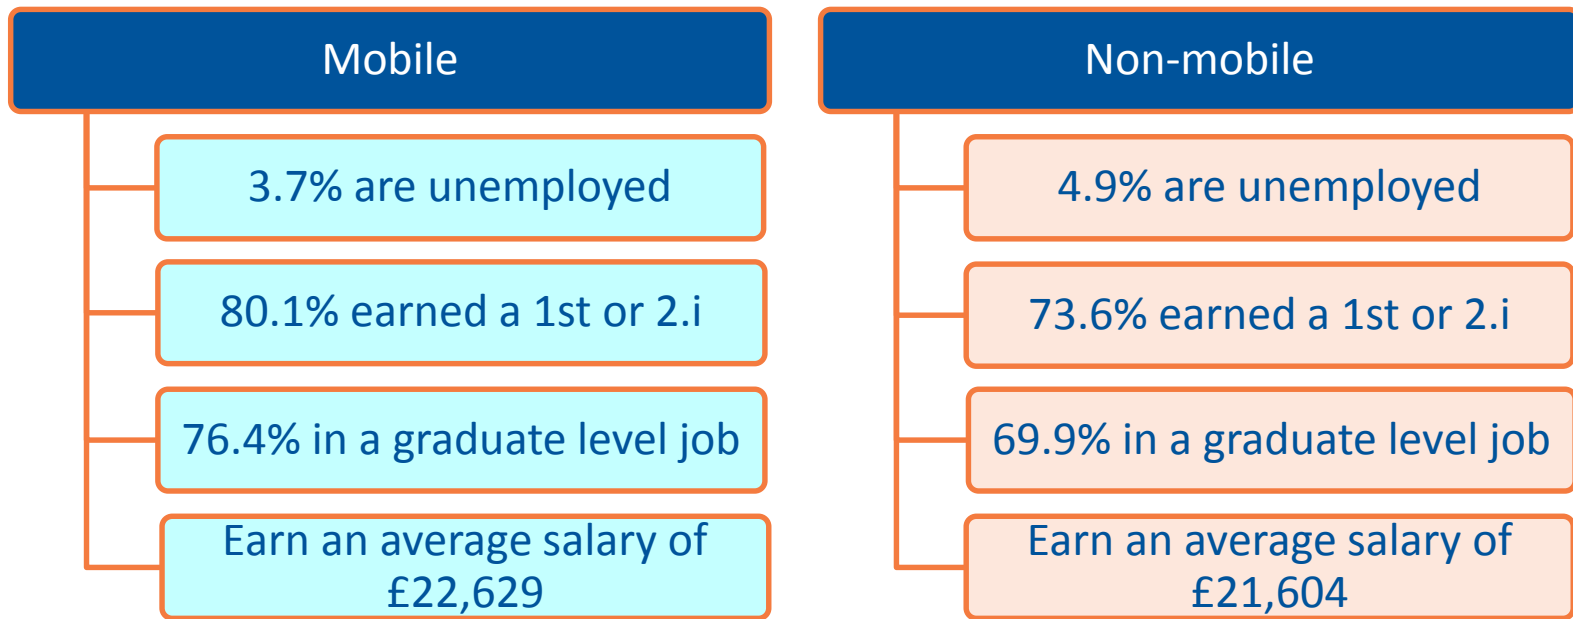 Mobile
3.7% are unemployed
80.1% earned a 1st or 2.i
76.4% in a graduate level job
Earn an average salary of
£22,629
Non-mobile
4.9% are unemployed
73.6% earned a 1st or 2.i
69.9% in a graduate level job
Earn an average salary of
£21,604